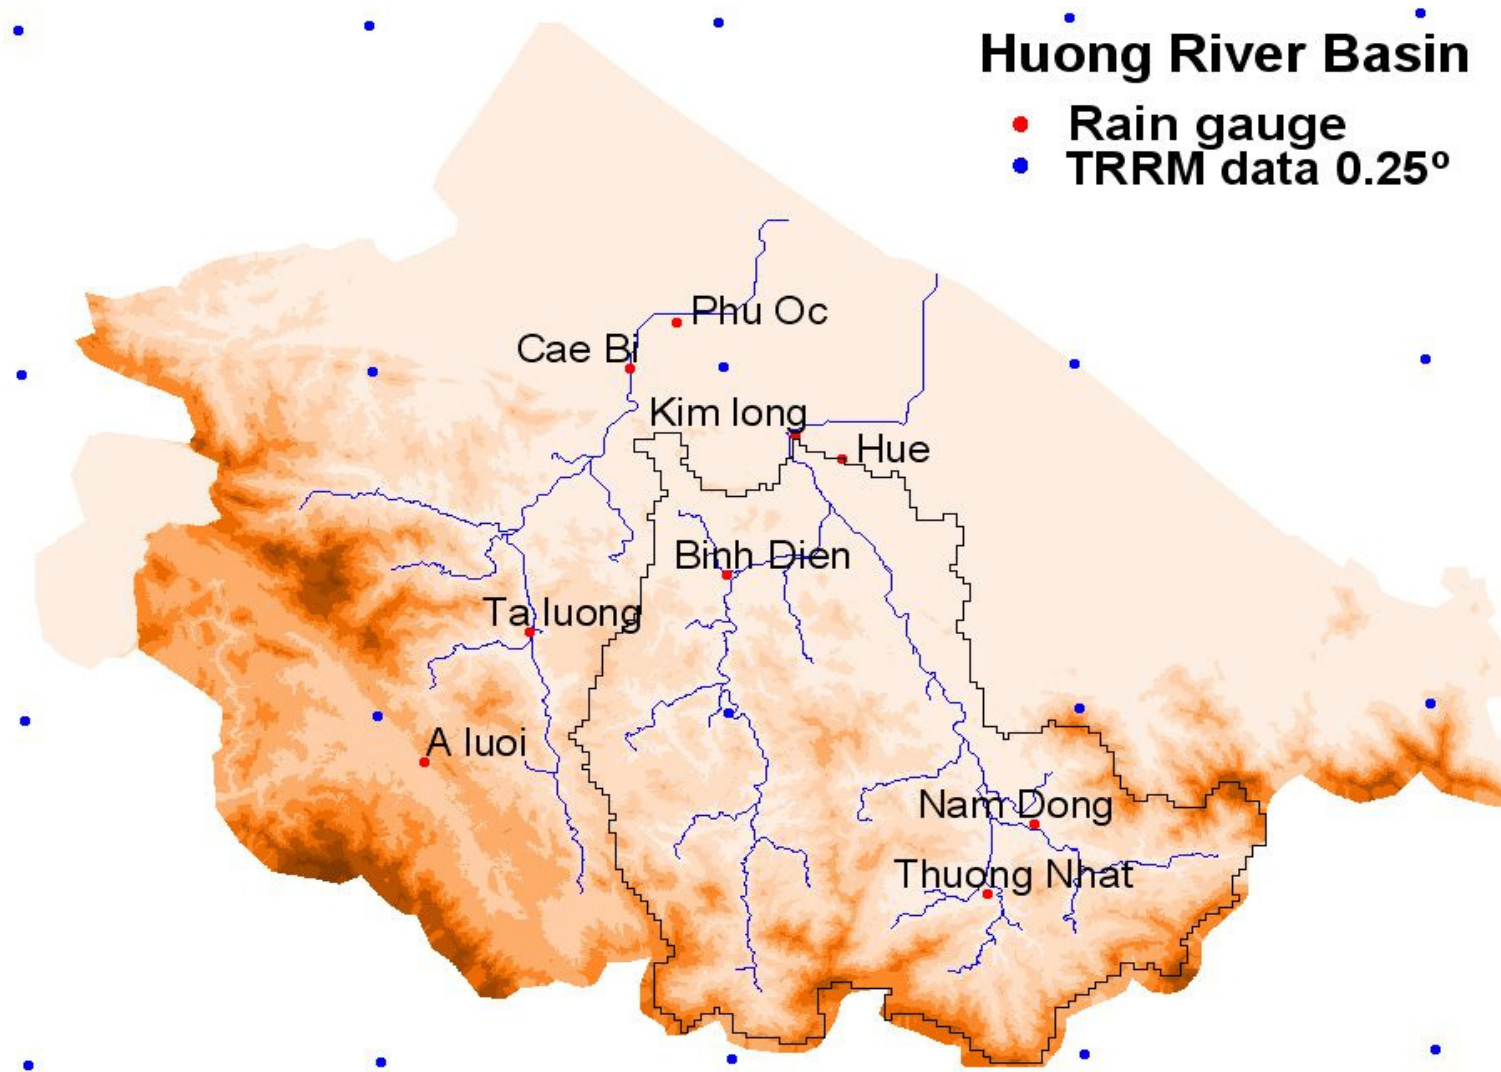 Huong River Basin
Rain gauge
TRRM data 0.25º
Phu Oc
Cae Bi
Kim long
Hue
Binh Dien
Ta luong
A luoi
Nam Dong
Thuong Nhat